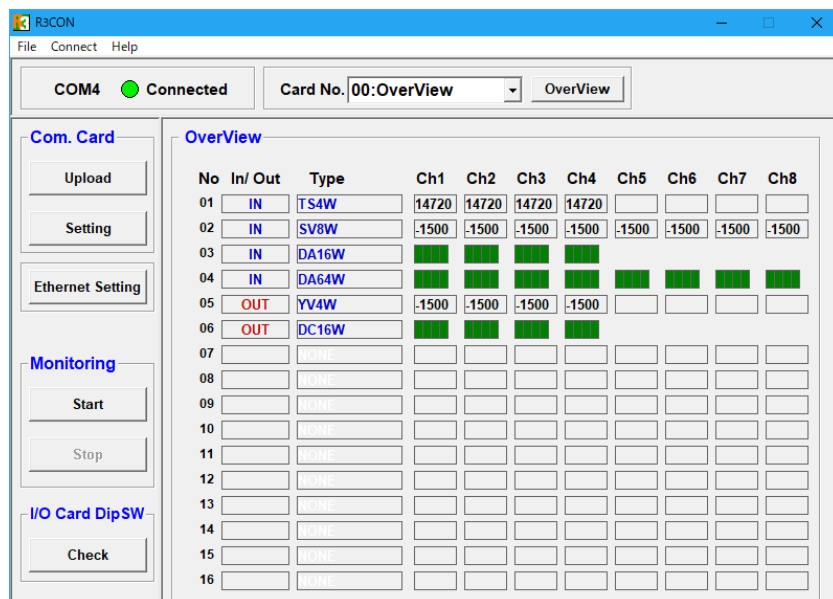 R3CON
File Connect Help
COM4 Connected Card No. 00:OverView OverView
Com. Card
Upload
Setting
Ethernet Setting
Monitoring
Start
Stop
I/O Card DipSW
Check
OverView
No In/ Out Type Ch1 Ch2 Ch3 Ch4 Ch5 Ch6 Ch7 Ch8
01 IN TS4W 14720 14720 14720 14720
02 IN SV8W -1500 -1500 -1500 -1500 -1500 -1500 -1500 -1500
03 IN DA16W
04 IN DA64W
05 OUT YV4W -1500 -1500 -1500 -1500
06 OUT DC16W
07 NONE
08 NONE
09 NONE
10 NONE
11 NONE
12 NONE
13 NONE
14 NONE
15 NONE
16 NONE